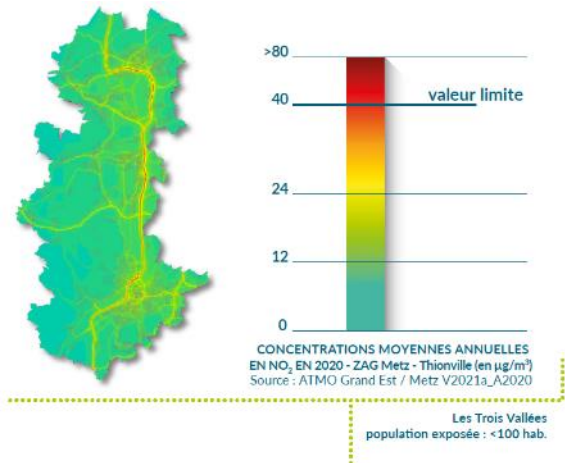 >80
40
valeur limite
24
12
0
CONCENTRATIONS MOYENNES ANNUELLES
EN NO₂ EN 2020 - ZAG Metz - Thionville (en µg/m³)
Source : ATMO Grand Est / Metz V2021a_A2020
Les Trois Vallées
population exposée : <100 hab.